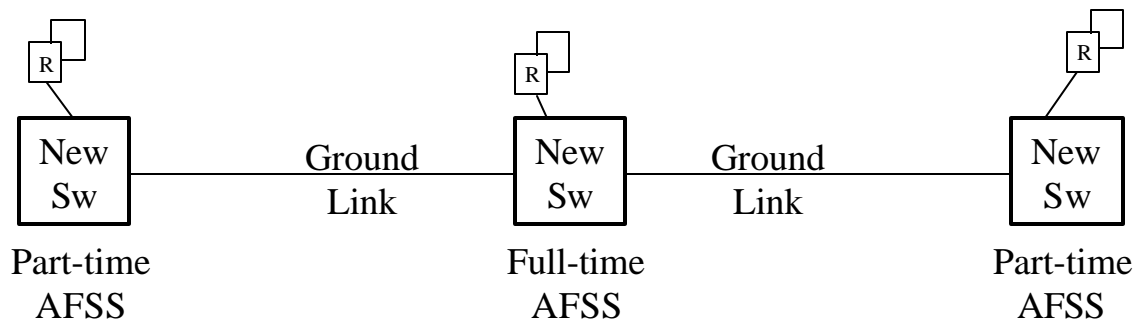 R
R
R
New
Sw
Ground
Link
New
Sw
Ground
Link
New
Sw
Part-time
AFSS
Full-time
AFSS
Part-time
AFSS